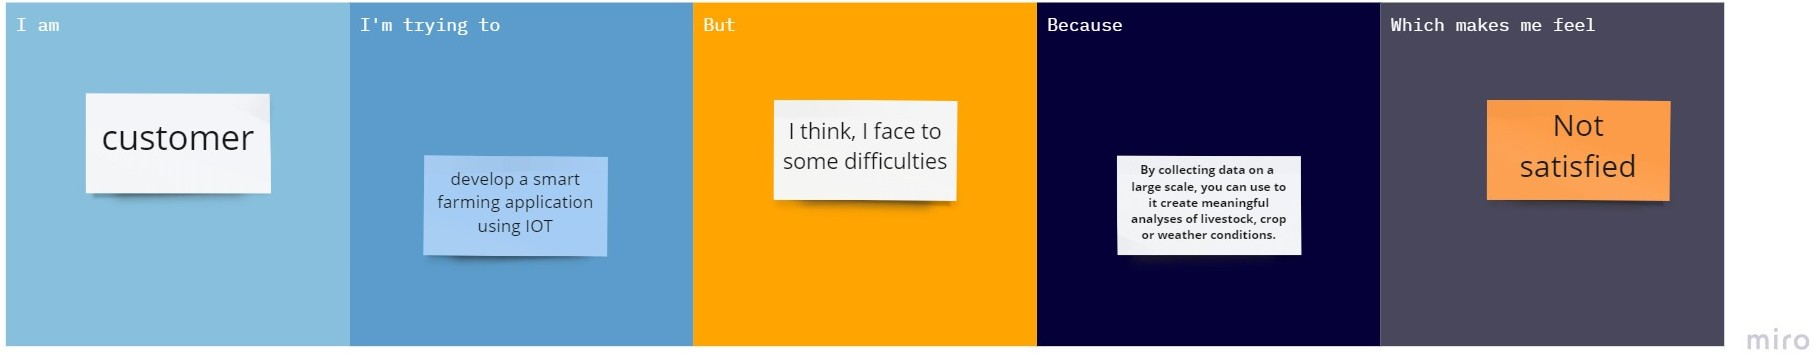 I am
customer
I'm trying to
develop a smart
farming application
using IOT
But
I think, I face to
some difficulties
Because
By collecting data on a
large scale, you can use to
it create meaningful
analyses of livestock, crop
or weather conditions.
Which makes me feel
Not
satisfied
miro